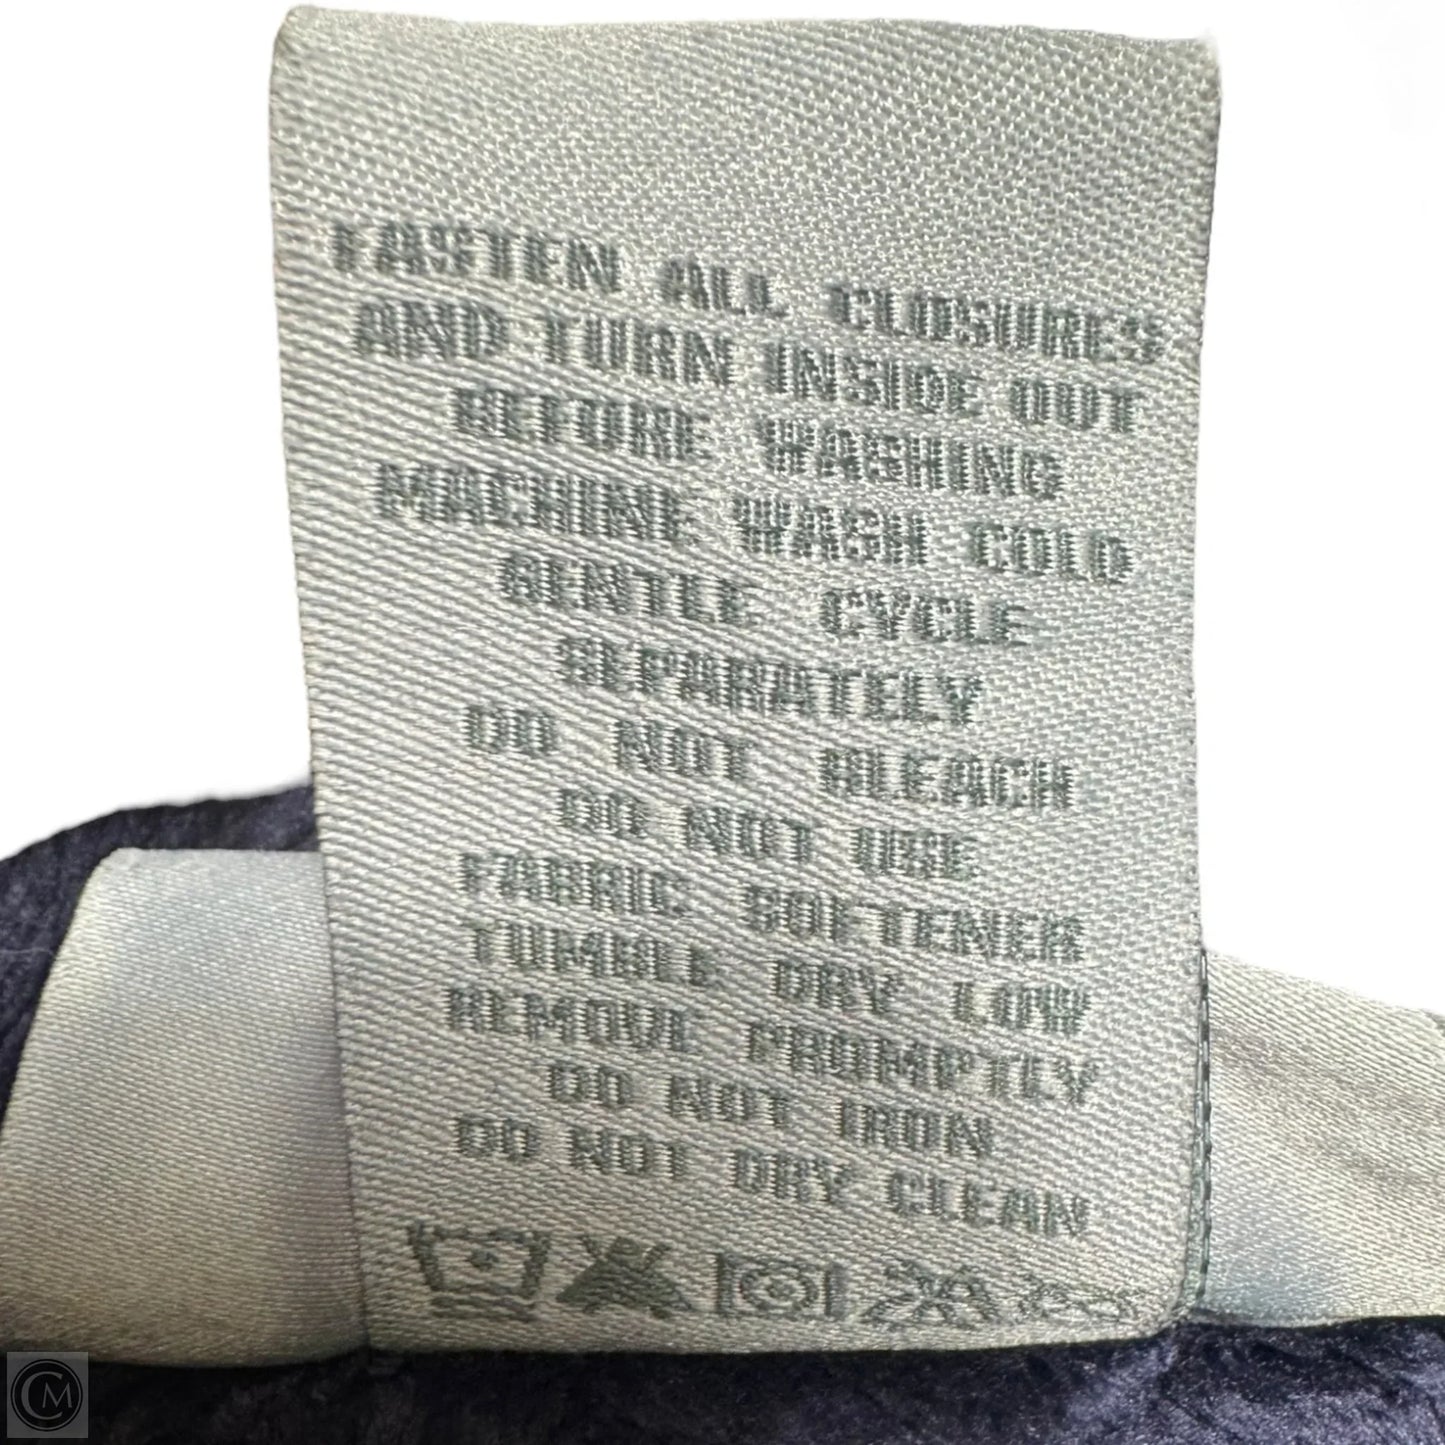 FASTEN ALL CLOSURES
AND TURN INSIDE OUT
BEFORE WASHING
MACHINE WASH COLD
GENTLE CYCLE
SEPARATELY
DO NOT BLEACH
DO NOT USE
FABRIC SOFTENER
TUMBLE DRY LOW
REMOVE PROMPTLY
DO NOT IRON
DO NOT DRY CLEAN
CM